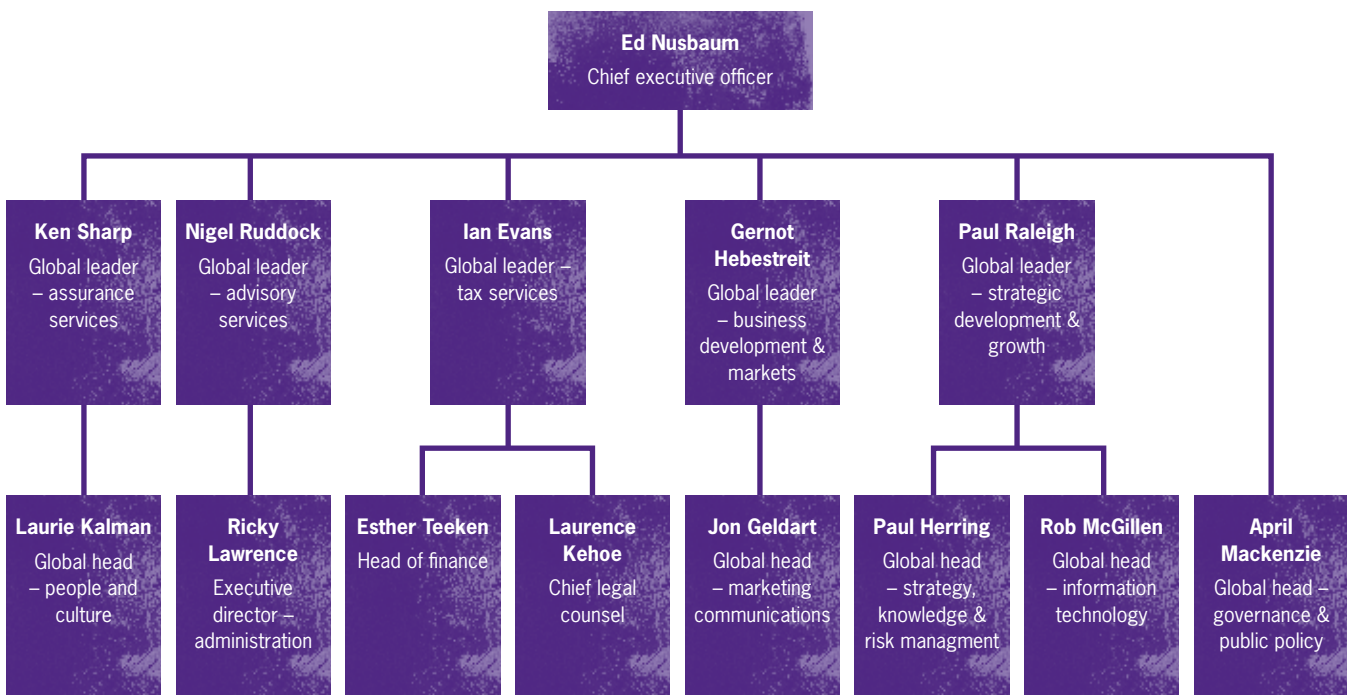 Ed Nusbaum
Chief executive officer
Ken Sharp
Global leader
– assurance
services
Nigel Ruddock
Global leader
– advisory
services
Ian Evans
Global leader –
tax services
Gernot
Hebestreit
Global leader
– business
development &
markets
Paul Raleigh
Global leader
– strategic
development &
growth
Laurie Kalman
Global head
– people and
culture
Ricky
Lawrence
Executive
director –
administration
Esther Teeken
Head of finance
Laurence
Kehoe
Chief legal
counsel
Jon Geldart
Global head
– marketing
communications
Paul Herring
Global head
– strategy,
knowledge &
risk managment
Rob McGillen
Global head
– information
technology
April
Mackenzie
Global head –
governance &
public policy